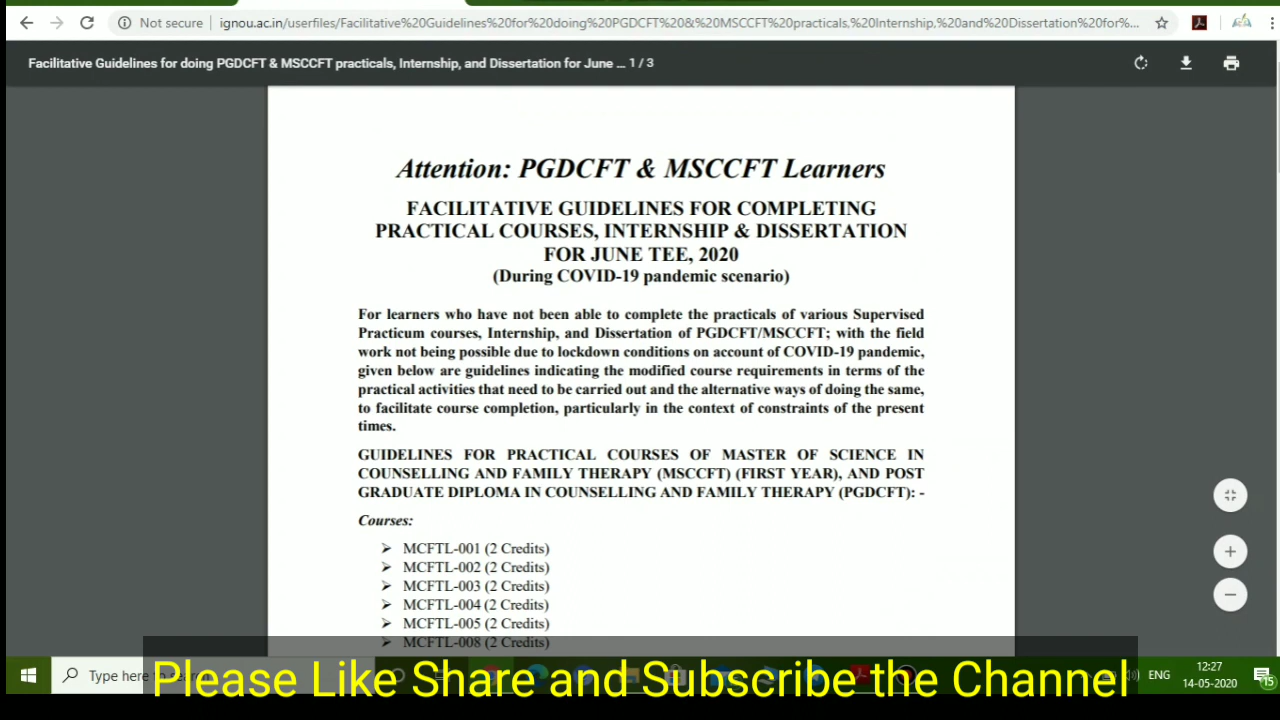 Not secure | ignou.ac.in/userfiles/Facilitative%20Guidelines%20for%20doing%20PGDCFT%20&%20MSCCFT%20practicals,%20Internship,%20and%20Dissertation%20for%...
Facilitative Guidelines for doing PGDCFT & MSCCFT practicals, Internship, and Dissertation for June ... 1 / 3
Attention: PGDCFT & MSCCFT Learners
FACILITATIVE GUIDELINES FOR COMPLETING
PRACTICAL COURSES, INTERNSHIP & DISSERTATION
FOR JUNE TEE, 2020
(During COVID-19 pandemic scenario)
For learners who have not been able to complete the practicals of various Supervised
Practicum courses, Internship, and Dissertation of PGDCFT/MSCCFT; with the field
work not being possible due to lockdown conditions on account of COVID-19 pandemic,
given below are guidelines indicating the modified course requirements in terms of the
practical activities that need to be carried out and the alternative ways of doing the same,
to facilitate course completion, particularly in the context of constraints of the present
times.
GUIDELINES FOR PRACTICAL COURSES OF MASTER OF SCIENCE IN
COUNSELLING AND FAMILY THERAPY (MSCCFT) (FIRST YEAR), AND POST
GRADUATE DIPLOMA IN COUNSELLING AND FAMILY THERAPY (PGDCFT): -
Courses:
➢ MCFTL-001 (2 Credits)
➢ MCFTL-002 (2 Credits)
➢ MCFTL-003 (2 Credits)
➢ MCFTL-004 (2 Credits)
➢ MCFTL-005 (2 Credits)
➢ MCFTL-008 (2 Credits)
Type here to
Please Like Share and Subscribe the Channel
ENG
12:27
14-05-2020
15